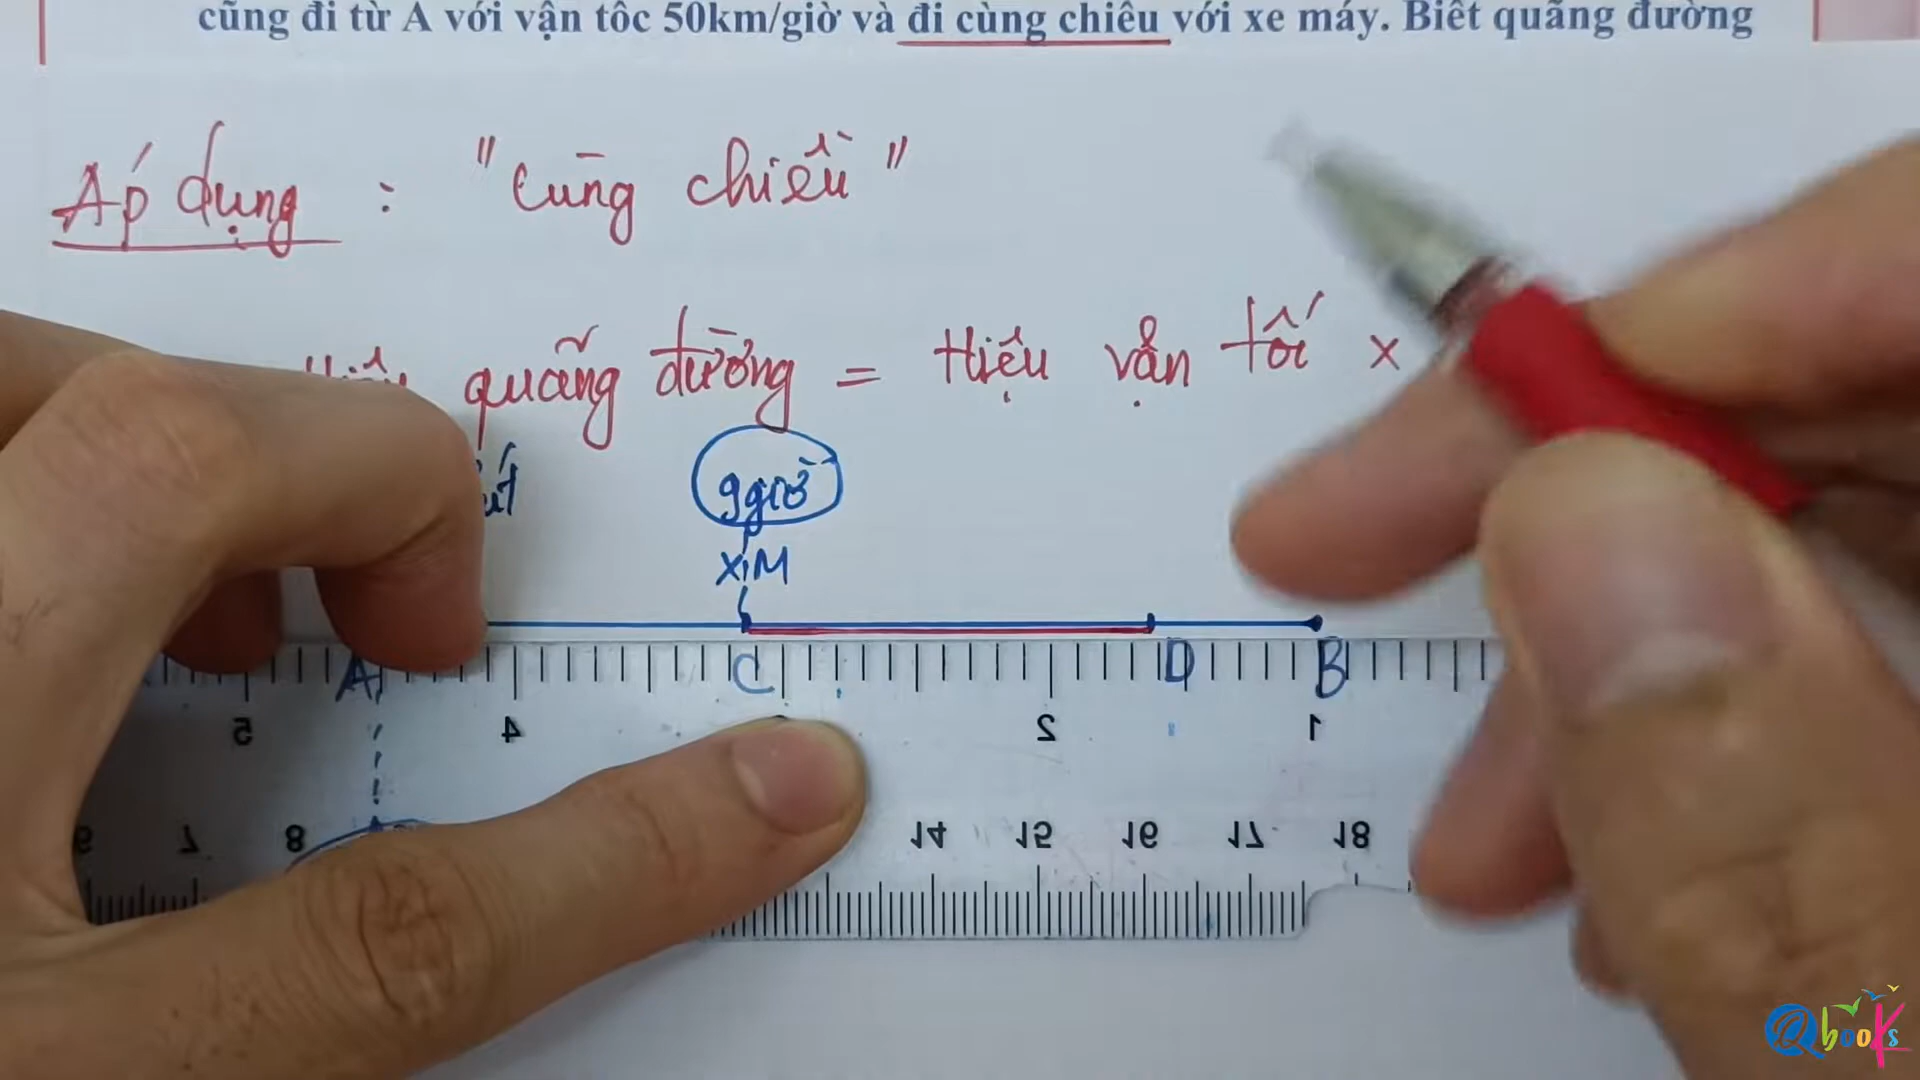 cũng đi từ A với vận tốc 50km/giờ và đi cùng chiều với xe máy. Biết quãng đường
Áp dụng : "Cùng chiều"
quãng đường = Hiệu vận tốc ×
9giờ
XM
A C D B
5 4 2 1
7 8 14 15 16 17 18
Qbooks